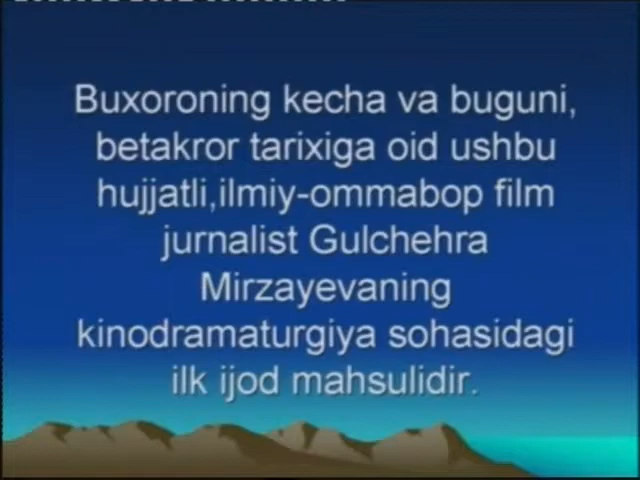 Buxoroning kecha va buguni,
betakror tarixiga oid ushbu
hujjatli,ilmiy-ommabop film
jurnalist Gulchehra
Mirzayevaning
kinodramaturgiya sohasidagi
ilk ijod mahsulidir.